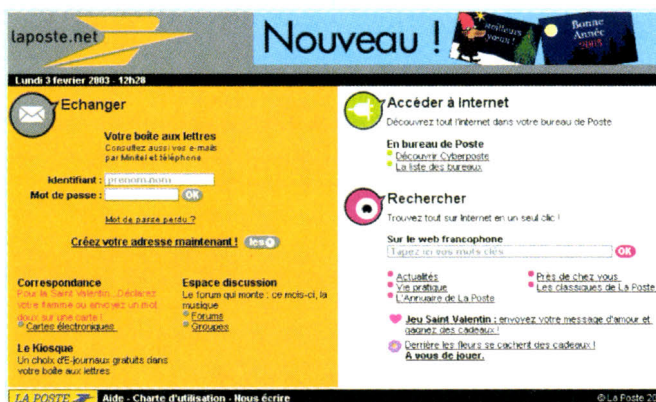 laposte.net
Nouveau !
Meilleurs
voeux !
Bonne
Année
2003
Lundi 3 fevrier 2003 - 12h28
Echanger
Votre boite aux lettres
Consultez aussi vos e-mails
par Minitel et téléphone
Identifiant :
prenom.nom
Mot de passe :
OK
Mot de passe perdu ?
Créez votre adresse maintenant !
Correspondance
Pour la Saint Valentin, Déclarez
votre flamme ou envoyez un mot
doux sur une carte !
Cartes électroniques
Espace discussion
Le forum qui monte : ce mois-ci, la
musique
Forums
Groupes
Le Kiosque
Un choix d'E-journaux gratuits dans
votre boîte aux lettres
Accéder à Internet
Découvrez tout l'internet dans votre bureau de Poste
En bureau de Poste
Découvrir Cyberposte
La liste des bureaux
Rechercher
Trouvez tout sur Internet en un seul clic !
Sur le web francophone
Tapez ici vos mots clés
OK
Actualités
Vie pratique
L'Annuaire de La Poste
Près de chez vous
Les classiques de La Poste
Jeu Saint Valentin : envoyez votre message d'amour et
gagnez des cadeaux !
Derrière les fleurs se cachent des cadeaux !
A vous de jouer.
LA POSTE
Aide - Charte d'utilisation - Nous écrire
© La Poste 20